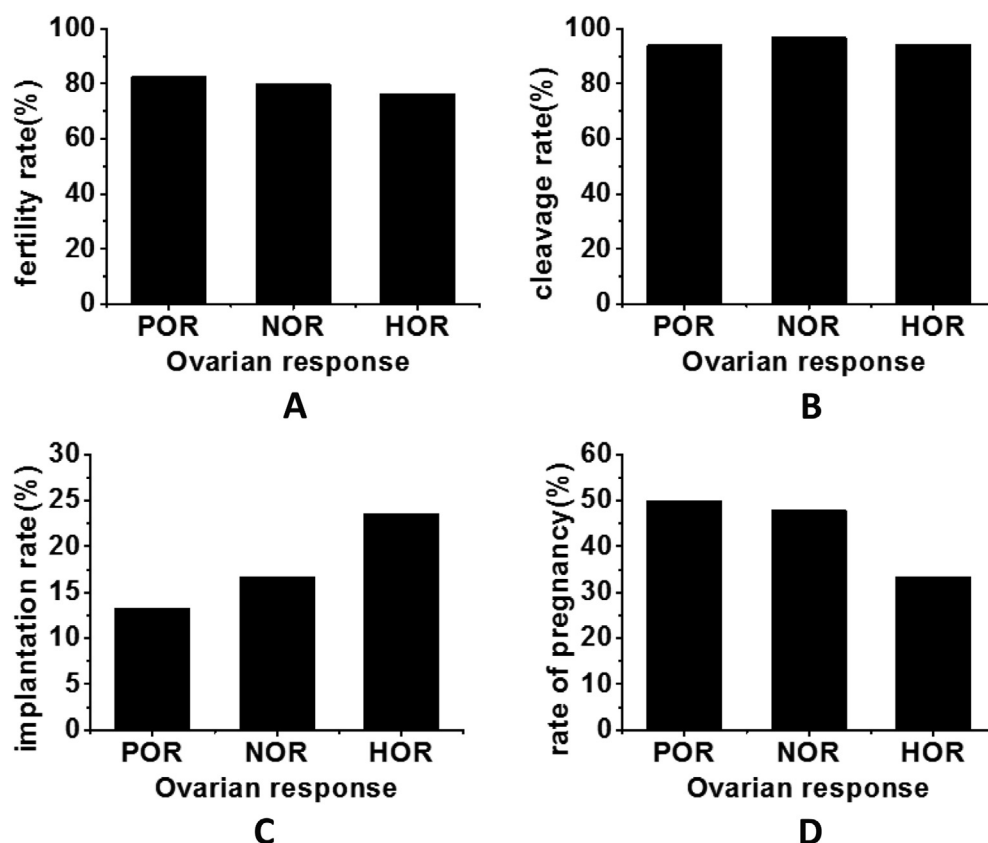 fertility rate(%)
100
80
60
40
20
0
POR NOR HOR
Ovarian response
A
cleavage rate(%)
100
80
60
40
20
0
POR NOR HOR
Ovarian response
B
implantation rate(%)
30
25
20
15
10
5
0
POR NOR HOR
Ovarian response
C
rate of pregnancy(%)
60
50
40
30
20
10
0
POR NOR HOR
Ovarian response
D